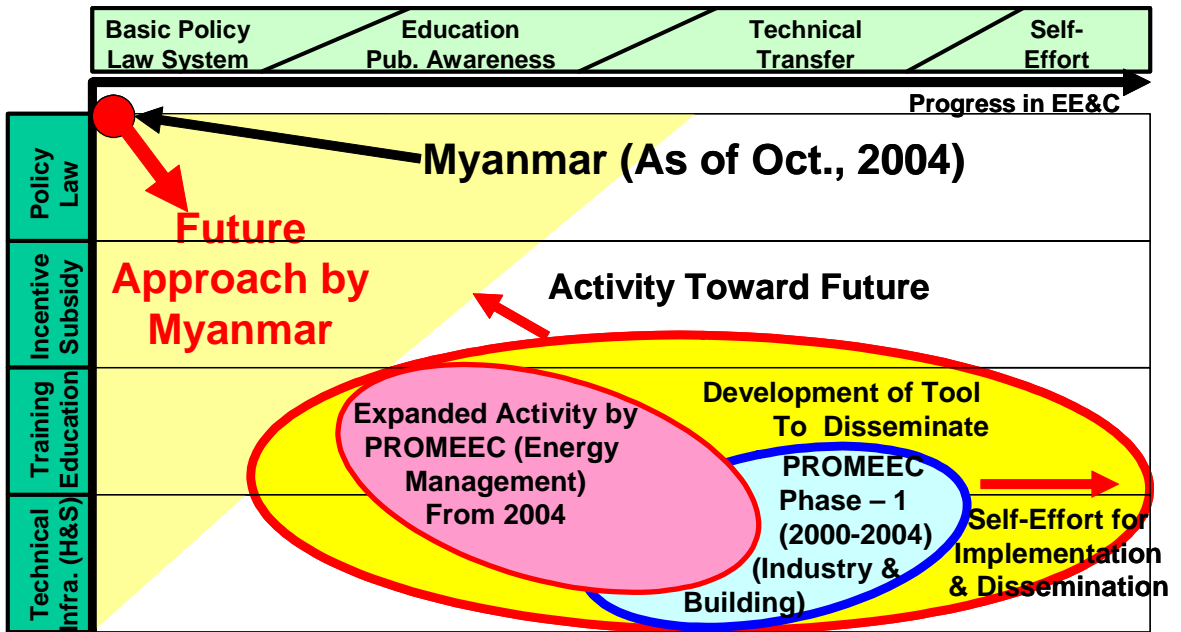 Basic Policy
Law System
Education
Pub. Awareness
Technical
Transfer
Self-
Effort
Progress in EE&C
Policy
Law
Incentive
Subsidy
Training
Education
Technical
Infra. (H&S)
Myanmar (As of Oct., 2004)
Future
Approach by
Myanmar
Activity Toward Future
Development of Tool
To Disseminate
Expanded Activity by
PROMEEC (Energy
Management)
From 2004
PROMEEC
Phase – 1
(2000-2004)
(Industry &
Building)
Self-Effort for
Implementation
& Dissemination